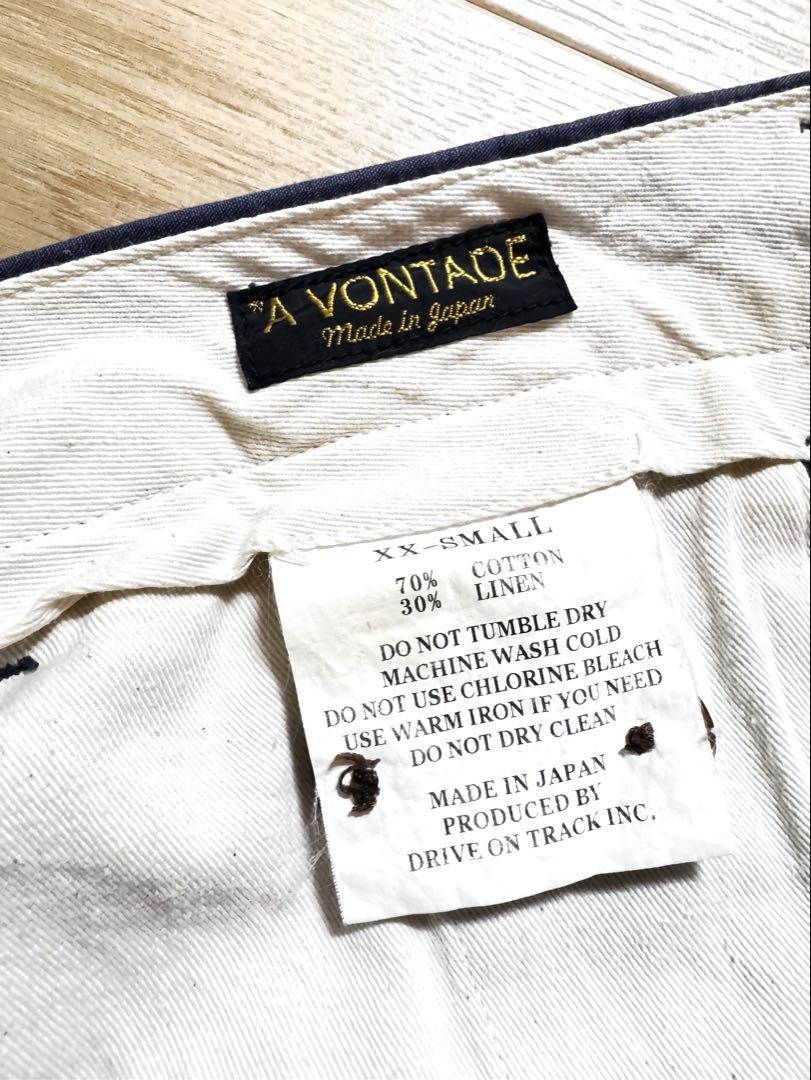 *A VONTADE
Made in Japan
XX-SMALL
70% COTTON
30% LINEN
DO NOT TUMBLE DRY
MACHINE WASH COLD
DO NOT USE CHLORINE BLEACH
USE WARM IRON IF YOU NEED
DO NOT DRY CLEAN
MADE IN JAPAN
PRODUCED BY
DRIVE ON TRACK INC.